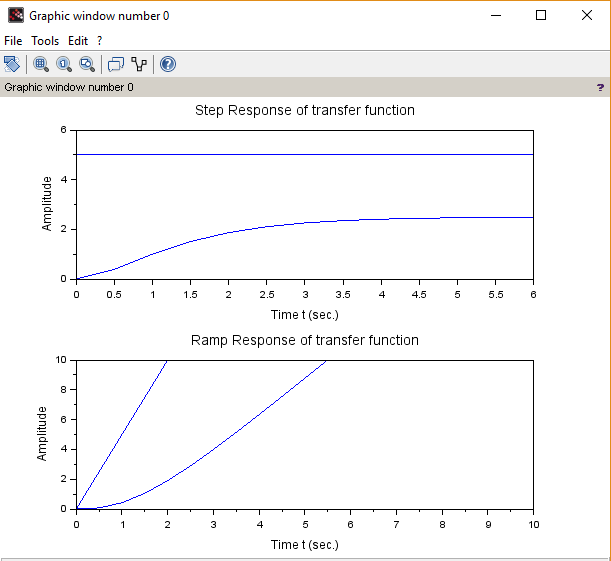 Graphic window number 0
File Tools Edit ?
Graphic window number 0 ?
Step Response of transfer function
6
4
2
0
Amplitude
0 0.5 1 1.5 2 2.5 3 3.5 4 4.5 5 5.5 6
Time t (sec.)
Ramp Response of transfer function
10
8
6
4
2
0
Amplitude
0 1 2 3 4 5 6 7 8 9 10
Time t (sec.)